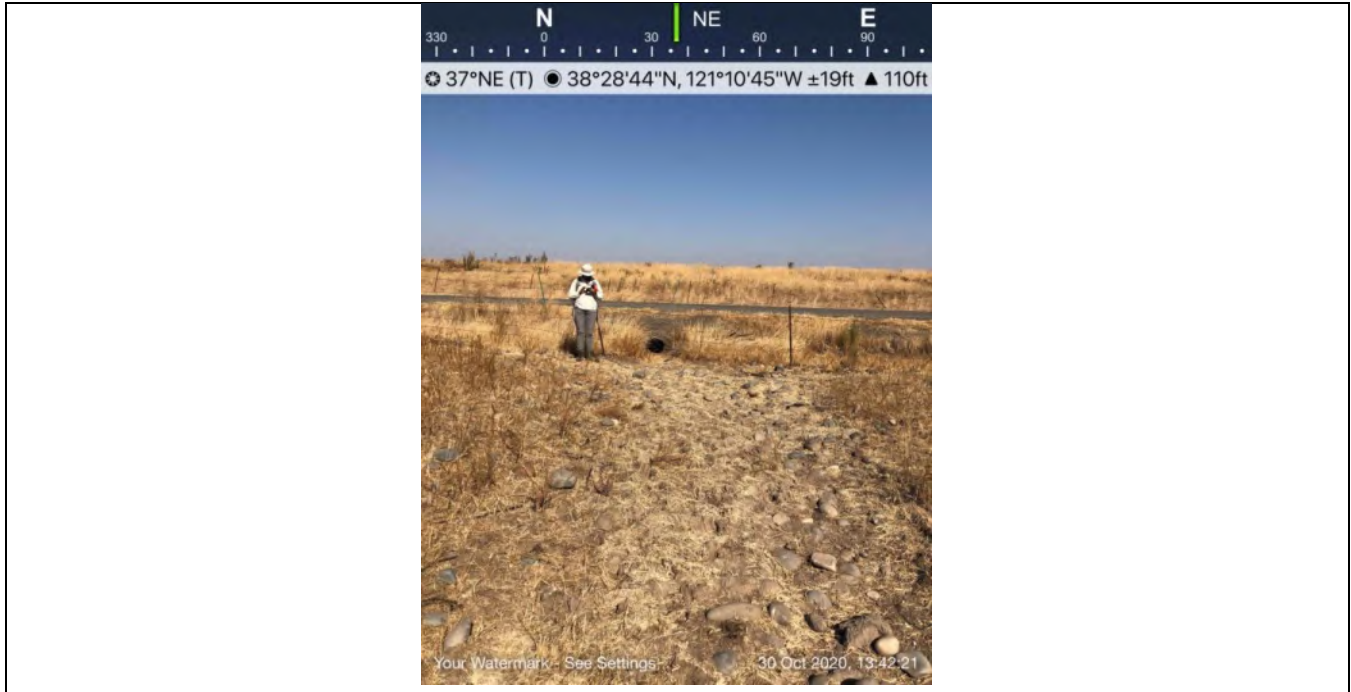 N NE E
330 0 30 60 90
37°NE (T) 38°28'44"N, 121°10'45"W ±19ft ▲ 110ft
Your Watermark - See Settings... 30 Oct 2020, 13:42:21